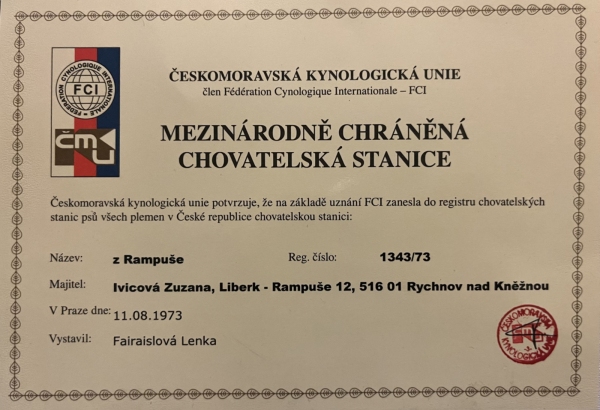 FÉDÉRATION CYNOLOGIQUE INTERNATIONALE
FCI
ČMKU
ČESKOMORAVSKÁ KYNOLOGICKÁ UNIE
člen Fédération Cynologique Internationale – FCI
MEZINÁRODNĚ CHRÁNĚNÁ
CHOVATELSKÁ STANICE
Českomoravská kynologická unie potvrzuje, že na základě uznání FCI zanesla do registru chovatelských
stanic psů všech plemen v České republice chovatelskou stanici:
Název: z Rampuše Reg. číslo: 1343/73
Majitel: Ivicová Zuzana, Liberk - Rampuše 12, 516 01 Rychnov nad Kněžnou
V Praze dne: 11.08.1973
Vystavil: Fairaislová Lenka
ČESKOMORAVSKÁ
KYNOLOGICKÁ UNIE